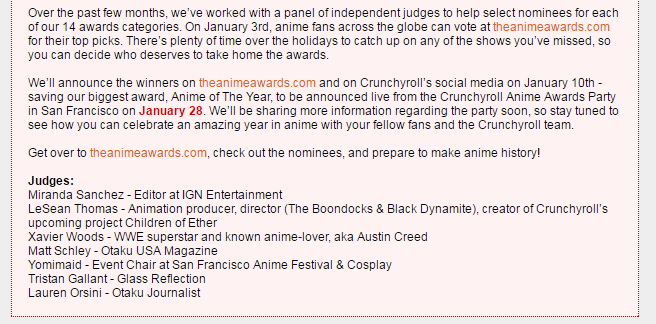 Over the past few months, we've worked with a panel of independent judges to help select nominees for each
of our 14 awards categories. On January 3rd, anime fans across the globe can vote at theanimeawards.com
for their top picks. There's plenty of time over the holidays to catch up on any of the shows you've missed, so
you can decide who deserves to take home the awards.
We'll announce the winners on theanimeawards.com and on Crunchyroll's social media on January 10th -
saving our biggest award, Anime of The Year, to be announced live from the Crunchyroll Anime Awards Party
in San Francisco on January 28. We'll be sharing more information regarding the party soon, so stay tuned to
see how you can celebrate an amazing year in anime with your fellow fans and the Crunchyroll team.
Get over to theanimeawards.com, check out the nominees, and prepare to make anime history!
Judges:
Miranda Sanchez - Editor at IGN Entertainment
LeSean Thomas - Animation producer, director (The Boondocks & Black Dynamite), creator of Crunchyroll's
upcoming project Children of Ether
Xavier Woods - WWE superstar and known anime-lover, aka Austin Creed
Matt Schley - Otaku USA Magazine
Yomimaid - Event Chair at San Francisco Anime Festival & Cosplay
Tristan Gallant - Glass Reflection
Lauren Orsini - Otaku Journalist